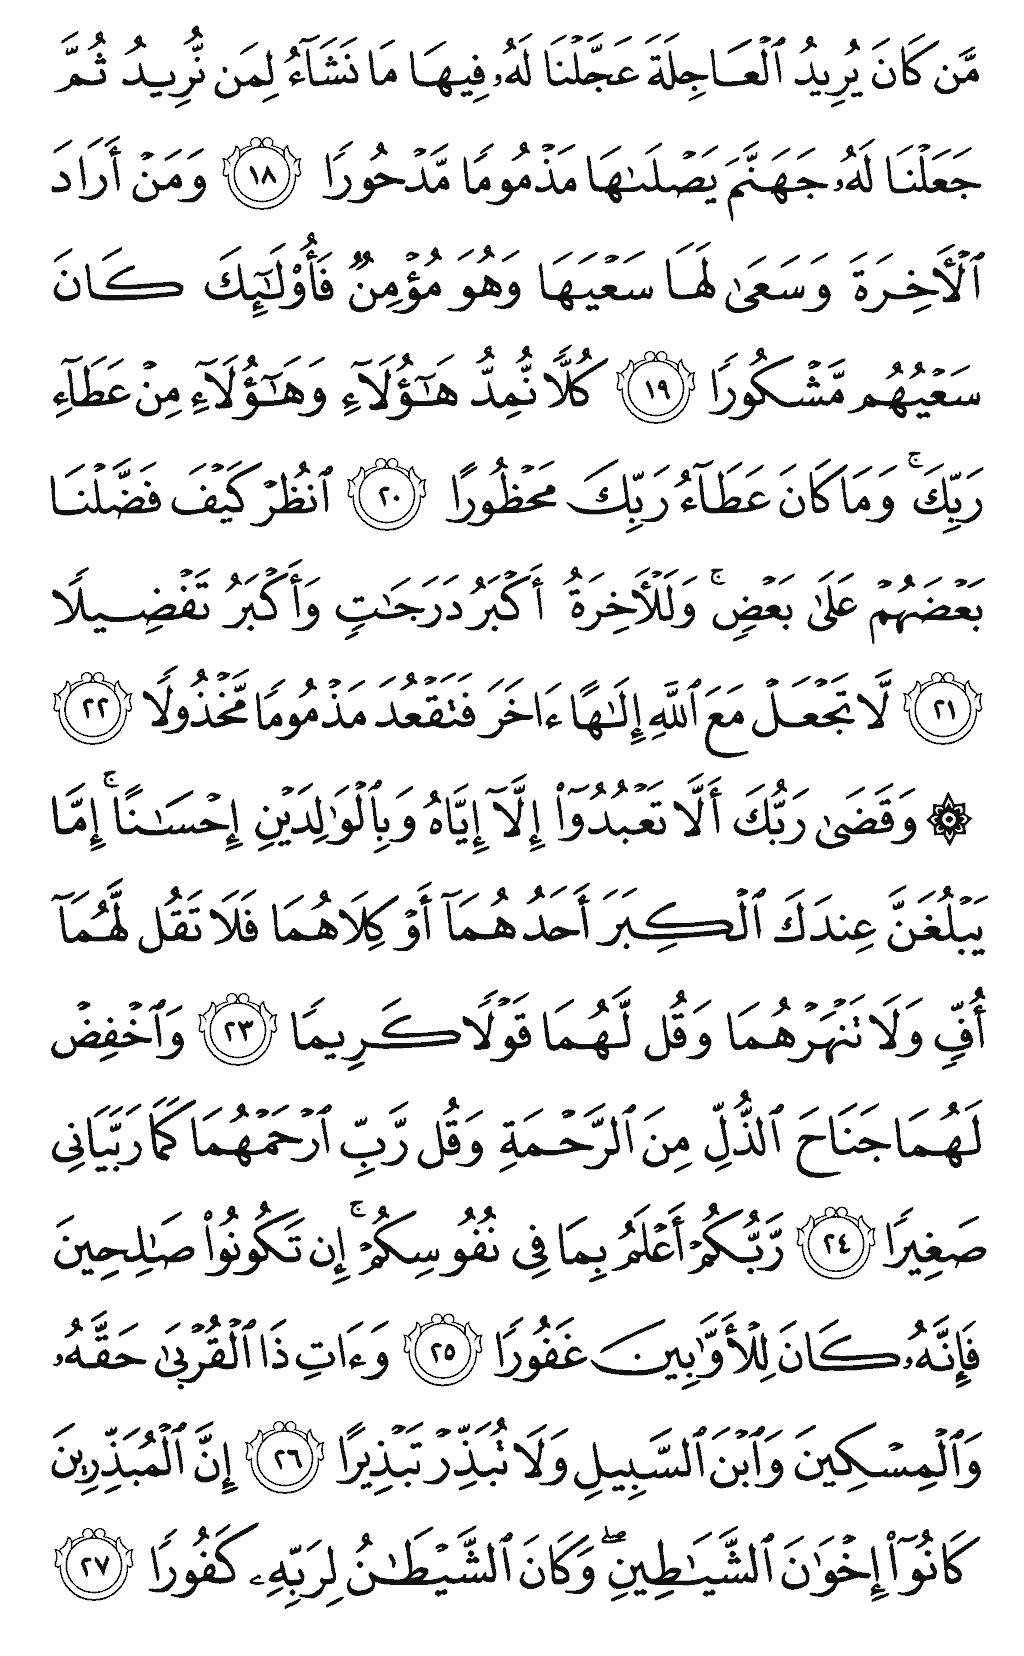 مَّن كَانَ يُرِيدُ ٱلْعَاجِلَةَ عَجَّلْنَا لَهُۥ فِيهَا مَا نَشَآءُ لِمَن نُّرِيدُ ثُمَّ
جَعَلْنَا لَهُۥ جَهَنَّمَ يَصْلَىٰهَا مَذْمُومًا مَّدْحُورًا ١٨ وَمَنْ أَرَادَ
ٱلْأَخِرَةَ وَسَعَىٰ لَهَا سَعْيَهَا وَهُوَ مُؤْمِنٌ فَأُو۟لَـٰٓئِكَ كَانَ
سَعْيُهُم مَّشْكُورًا ١٩ كُلًّا نُّمِدُّ هَـٰٓؤُلَآءِ وَهَـٰٓؤُلَآءِ مِنْ عَطَآءِ
رَبِّكَ ۚ وَمَا كَانَ عَطَآءُ رَبِّكَ مَحْظُورًا ٢٠ ٱنظُرْ كَيْفَ فَضَّلْنَا
بَعْضَهُمْ عَلَىٰ بَعْضٍ ۚ وَلَلْأَخِرَةُ أَكْبَرُ دَرَجَـٰتٍ وَأَكْبَرُ تَفْضِيلًا
٢١ لَّا تَجْعَلْ مَعَ ٱللَّهِ إِلَـٰهًا ءَاخَرَ فَتَقْعُدَ مَذْمُومًا مَّخْذُولًا ٢٢
۞ وَقَضَىٰ رَبُّكَ أَلَّا تَعْبُدُوٓا۟ إِلَّآ إِيَّاهُ وَبِٱلْوَٰلِدَيْنِ إِحْسَـٰنًا ۚ إِمَّا
يَبْلُغَنَّ عِندَكَ ٱلْكِبَرَ أَحَدُهُمَآ أَوْ كِلَاهُمَا فَلَا تَقُل لَّهُمَآ
أُفٍّ وَلَا تَنْهَرْهُمَا وَقُل لَّهُمَا قَوْلًا كَرِيمًا ٢٣ وَٱخْفِضْ
لَهُمَا جَنَاحَ ٱلذُّلِّ مِنَ ٱلرَّحْمَةِ وَقُل رَّبِّ ٱرْحَمْهُمَا كَمَا رَبَّيَانِى
صَغِيرًا ٢٤ رَّبُّكُمْ أَعْلَمُ بِمَا فِى نُفُوسِكُمْ ۚ إِن تَكُونُوا۟ صَـٰلِحِينَ
فَإِنَّهُۥ كَانَ لِلْأَوَّٰبِينَ غَفُورًا ٢٥ وَءَاتِ ذَا ٱلْقُرْبَىٰ حَقَّهُۥ
وَٱلْمِسْكِينَ وَٱبْنَ ٱلسَّبِيلِ وَلَا تُبَذِّرْ تَبْذِيرًا ٢٦ إِنَّ ٱلْمُبَذِّرِينَ
كَانُوٓا۟ إِخْوَٰنَ ٱلشَّيَـٰطِينِ ۖ وَكَانَ ٱلشَّيْطَـٰنُ لِرَبِّهِۦ كَفُورًا ٢٧